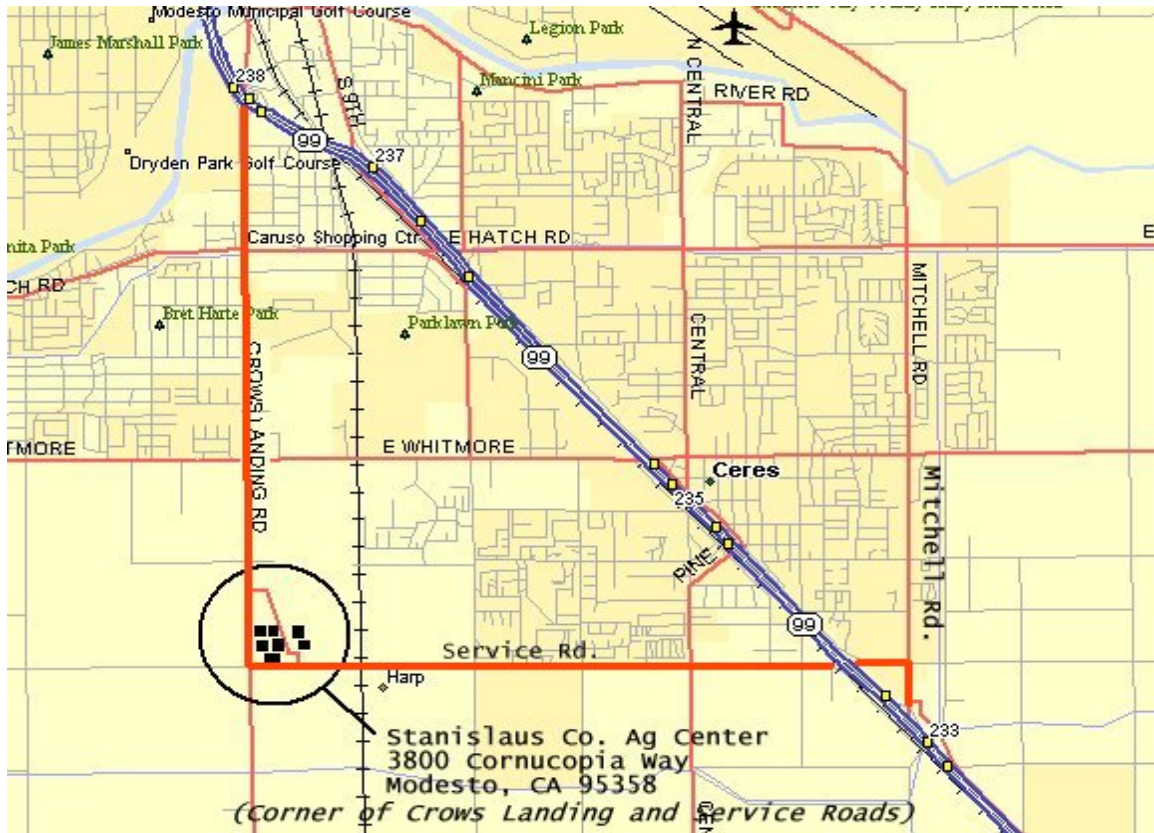 Modesto Municipal Golf Course
James Marshall Park
Legion Park
238
Mancini Park
S 9TH
N CENTRAL
RIVER RD
99
237
Dryden Park Golf Course
Caruso Shopping Ctr
E HATCH RD
E
nita Park
CH RD
MITCHELL RD
Bret Harte Park
Parklawn Park
CENTRAL
99
CROWS LANDING RD
TMORE
E WHITMORE
Ceres
235
Mitchell Rd.
PINE
99
Service Rd.
Harp
233
Stanislaus Co. Ag Center
3800 Cornucopia Way
Modesto, CA 95358
(Corner of Crows Landing and Service Roads)
CEN